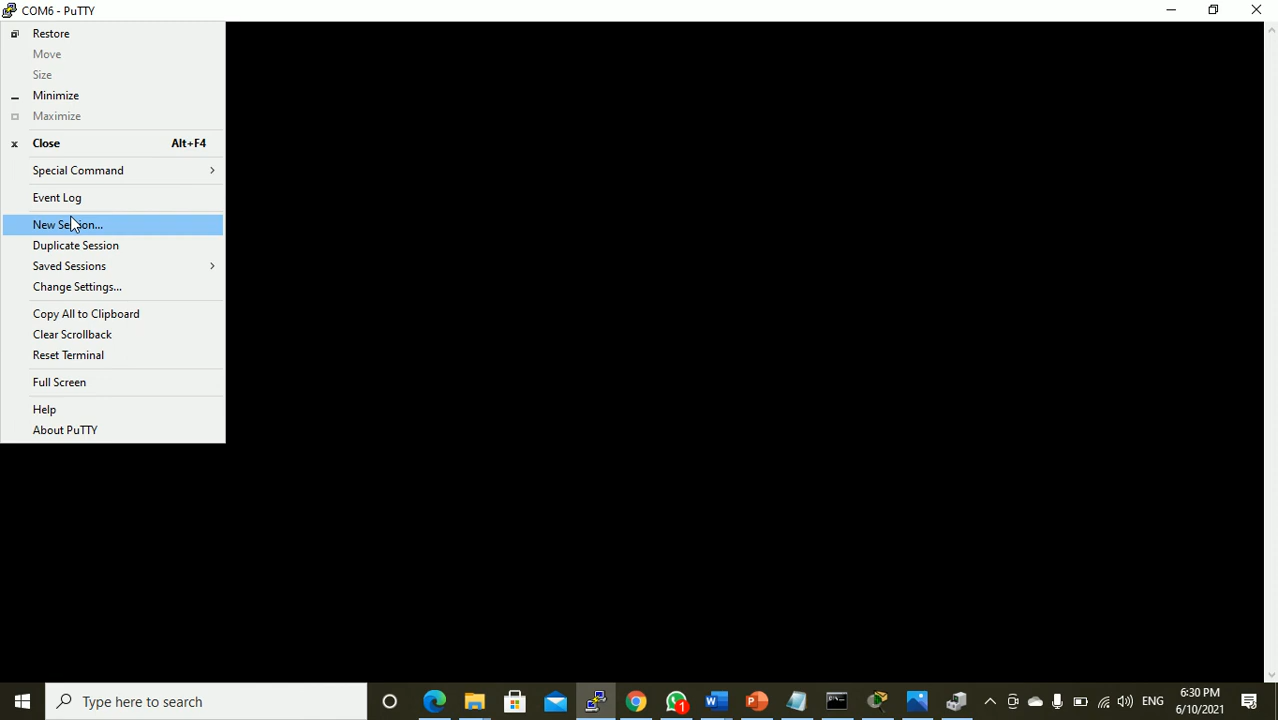 COM6 - PuTTY
Restore
Move
Size
Minimize
Maximize
Close Alt+F4
Special Command
Event Log
New Session...
Duplicate Session
Saved Sessions
Change Settings...
Copy All to Clipboard
Clear Scrollback
Reset Terminal
Full Screen
Help
About PuTTY
Type here to search
1
ENG
6:30 PM
6/10/2021